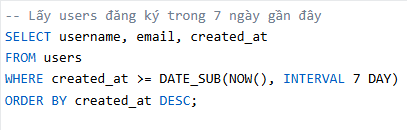 -- Lấy users đăng ký trong 7 ngày gần đây
SELECT username, email, created_at
FROM users
WHERE created_at >= DATE_SUB(NOW(), INTERVAL 7 DAY)
ORDER BY created_at DESC;